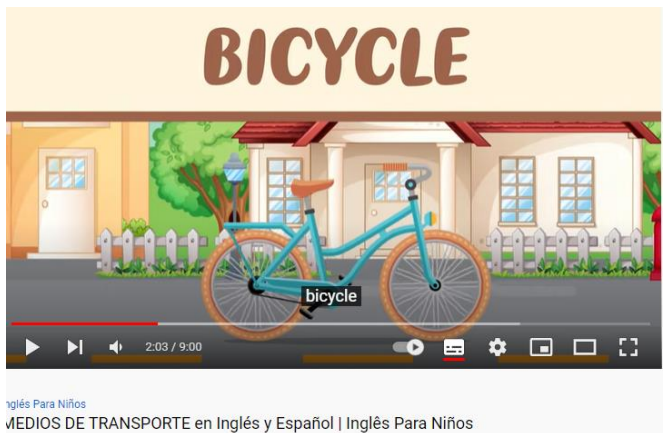 BICYCLE
bicycle
2:03 / 9:00
nglés Para Niños
MEDIOS DE TRANSPORTE en Inglés y Español | Inglês Para Niños